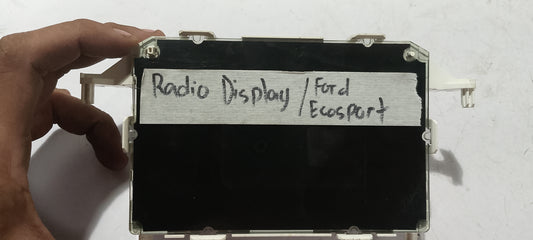 Radio Display / Ford
Ecosport